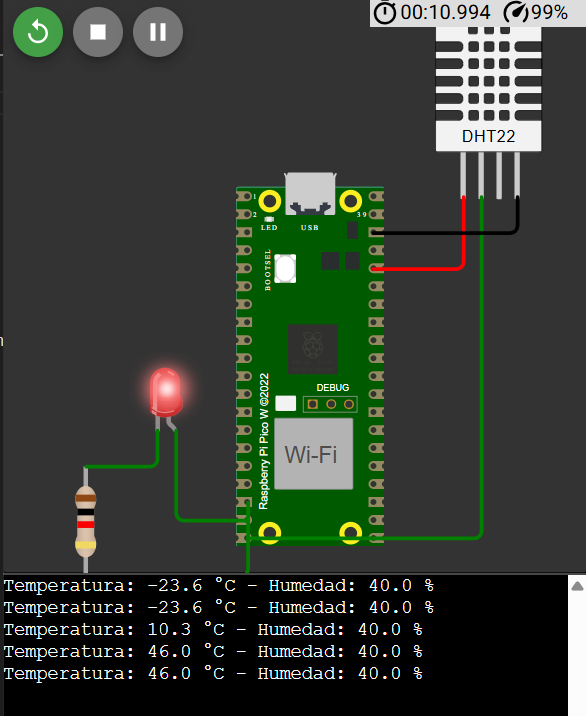 00:10.994 99%
DHT22
1
2
39
LED USB
BOOTSEL
DEBUG
Raspberry Pi Pico W ©2022
Wi-Fi
Temperatura: -23.6 °C - Humedad: 40.0 %
Temperatura: -23.6 °C - Humedad: 40.0 %
Temperatura: 10.3 °C - Humedad: 40.0 %
Temperatura: 46.0 °C - Humedad: 40.0 %
Temperatura: 46.0 °C - Humedad: 40.0 %